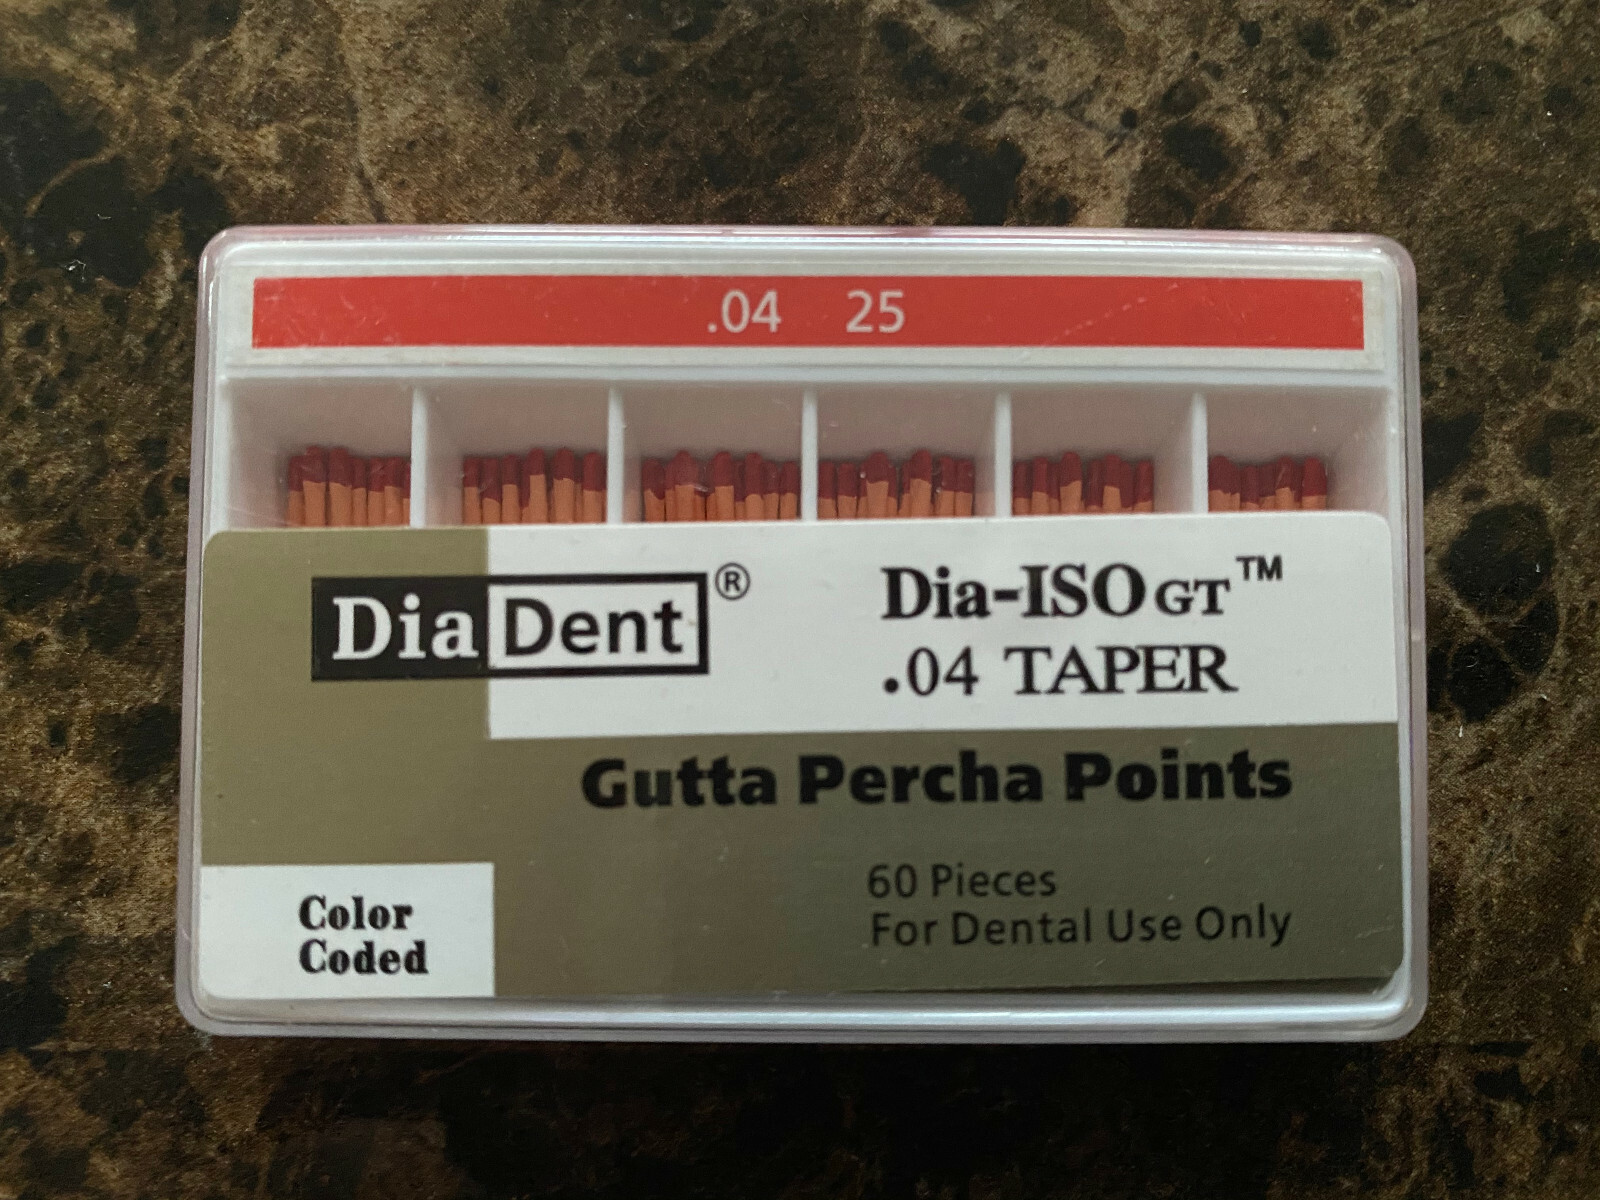 .04 25
DiaDent®
Dia-ISO GT™
.04 TAPER
Gutta Percha Points
60 Pieces
For Dental Use Only
Color
Coded